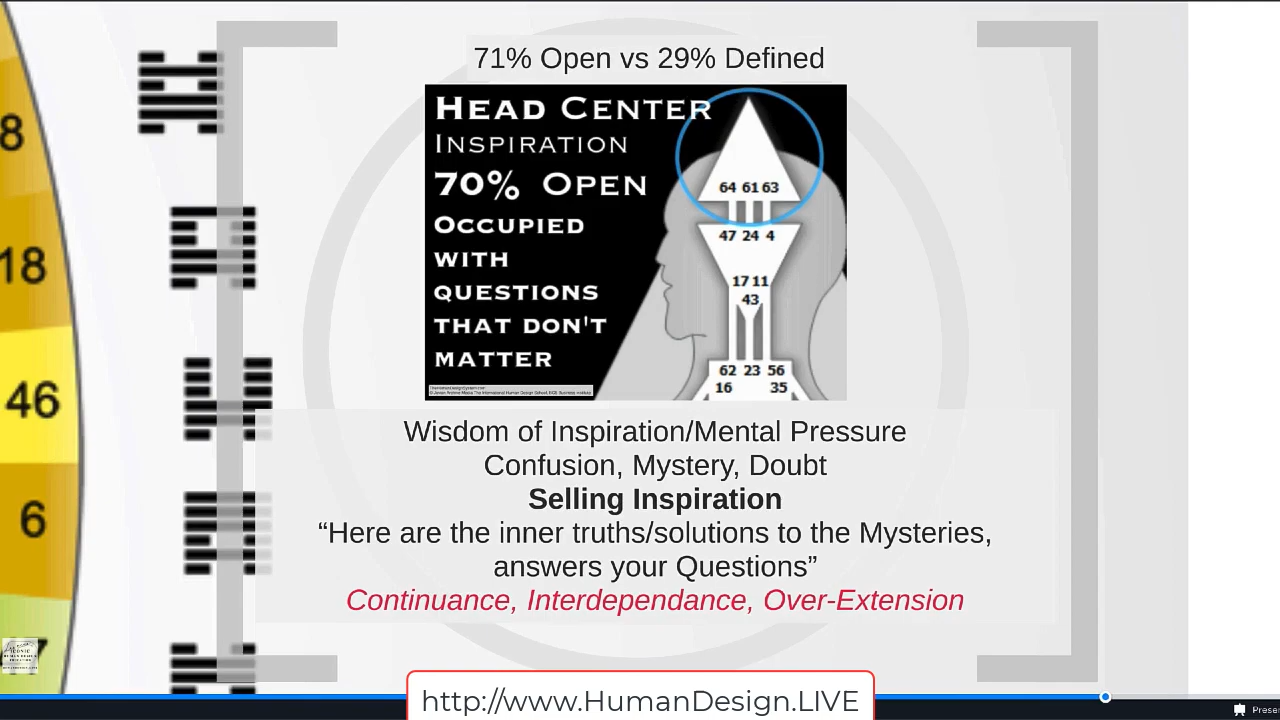 71% Open vs 29% Defined
HEAD CENTER
INSPIRATION
70% OPEN
OCCUPIED
WITH
QUESTIONS
THAT DON'T
MATTER
64 61 63
47 24 4
17 11
43
62 23 56
16 35
8
18
46
6
7
Wisdom of Inspiration/Mental Pressure
Confusion, Mystery, Doubt
Selling Inspiration
“Here are the inner truths/solutions to the Mysteries,
answers your Questions”
Continuance, Interdependance, Over-Extension
http://www.HumanDesign.LIVE